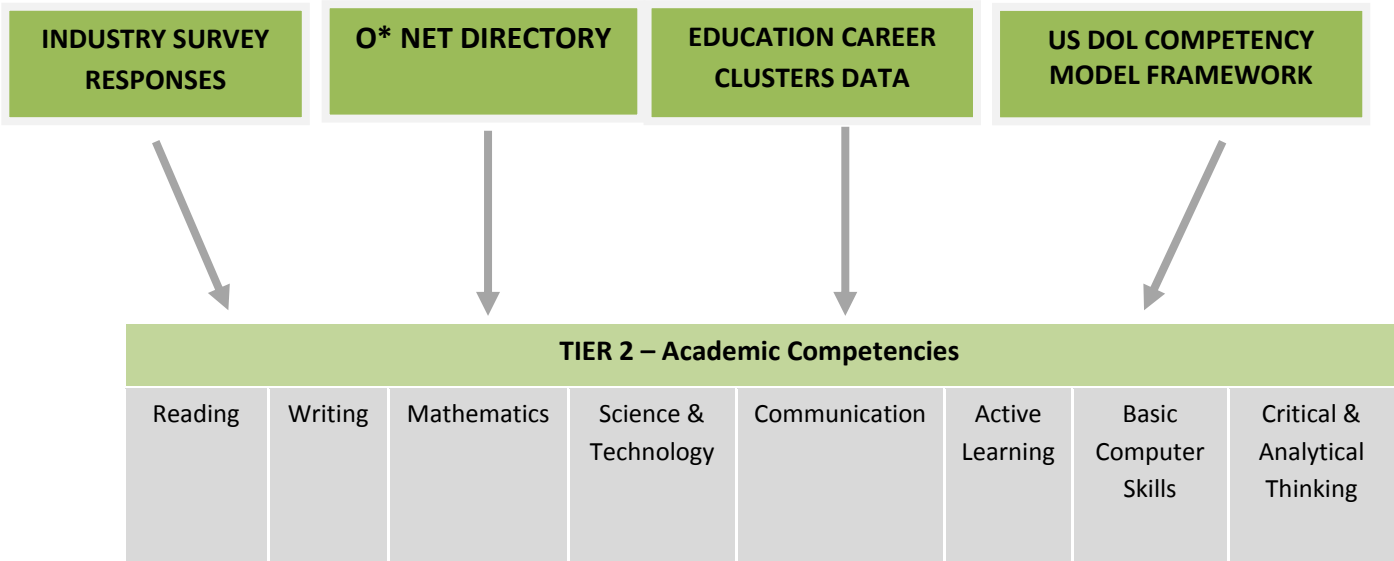 INDUSTRY SURVEY
RESPONSES
O* NET DIRECTORY
EDUCATION CAREER
CLUSTERS DATA
US DOL COMPETENCY
MODEL FRAMEWORK
TIER 2 – Academic Competencies
Reading
Writing
Mathematics
Science &
Technology
Communication
Active
Learning
Basic
Computer
Skills
Critical &
Analytical
Thinking